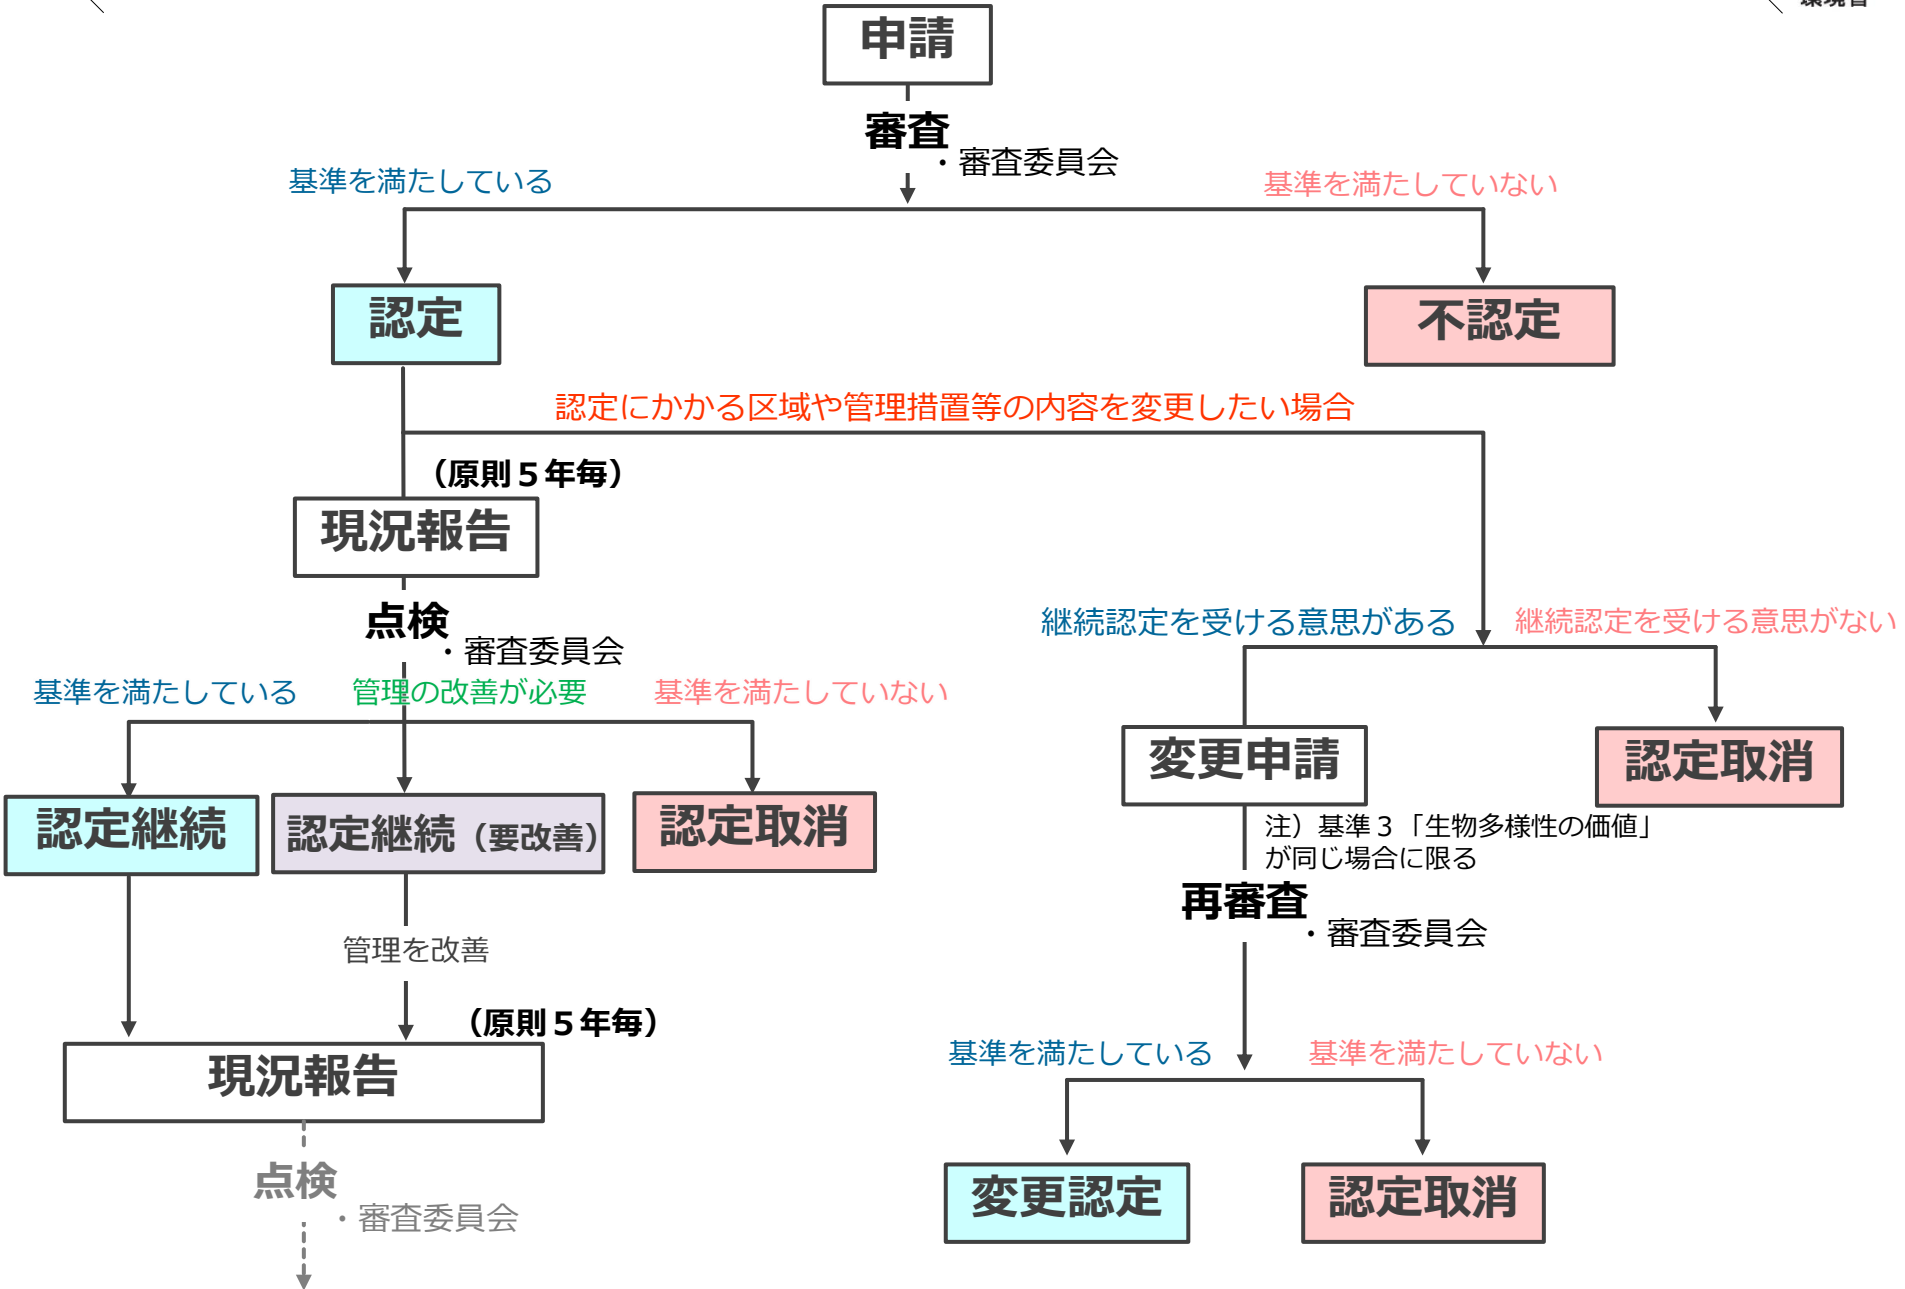 申請
審査
・審査委員会
基準を満たしている
基準を満たしていない
認定
不認定
認定にかかる区域や管理措置等の内容を変更したい場合
（原則５年毎）
現況報告
点検
・審査委員会
継続認定を受ける意思がある
継続認定を受ける意思がない
基準を満たしている
管理の改善が必要
基準を満たしていない
変更申請
認定取消
認定継続
認定継続（要改善）
認定取消
注）基準３「生物多様性の価値」
が同じ場合に限る
再審査
・審査委員会
管理を改善
（原則５年毎）
現況報告
基準を満たしている
基準を満たしていない
点検
・審査委員会
変更認定
認定取消